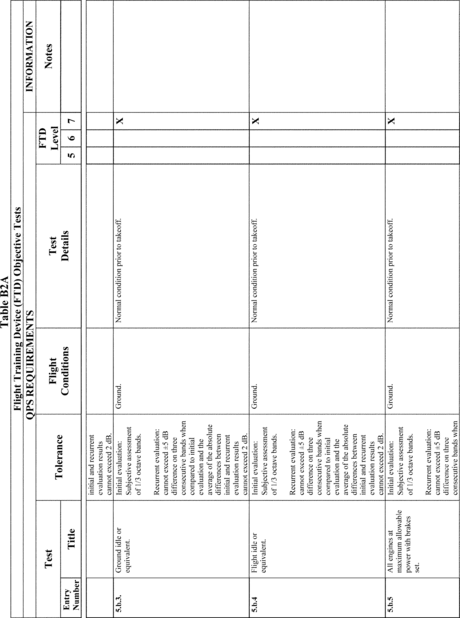 Table B2A
Flight Training Device (FTD) Objective Tests
QPS REQUIREMENTS
INFORMATION
Test
Tolerance
Flight
Conditions
Test
Details
FTD
Level
Notes
Entry
Number
Title
5 6 7
initial and recurrent
evaluation results
cannot exceed 2 dB.
5.b.3.
Ground idle or
equivalent.
Initial evaluation:
Subjective assessment
of 1/3 octave bands.
Recurrent evaluation:
cannot exceed ±5 dB
difference on three
consecutive bands when
compared to initial
evaluation and the
average of the absolute
differences between
initial and recurrent
evaluation results
cannot exceed 2 dB.
Ground.
Normal condition prior to takeoff.
X
5.b.4
Flight idle or
equivalent.
Initial evaluation:
Subjective assessment
of 1/3 octave bands.
Recurrent evaluation:
cannot exceed ±5 dB
difference on three
consecutive bands when
compared to initial
evaluation and the
average of the absolute
differences between
initial and recurrent
evaluation results
cannot exceed 2 dB.
Ground.
Normal condition prior to takeoff.
X
5.b.5
All engines at
maximum allowable
power with brakes
set.
Initial evaluation:
Subjective assessment
of 1/3 octave bands.
Recurrent evaluation:
cannot exceed ±5 dB
difference on three
consecutive bands when
Ground.
Normal condition prior to takeoff.
X